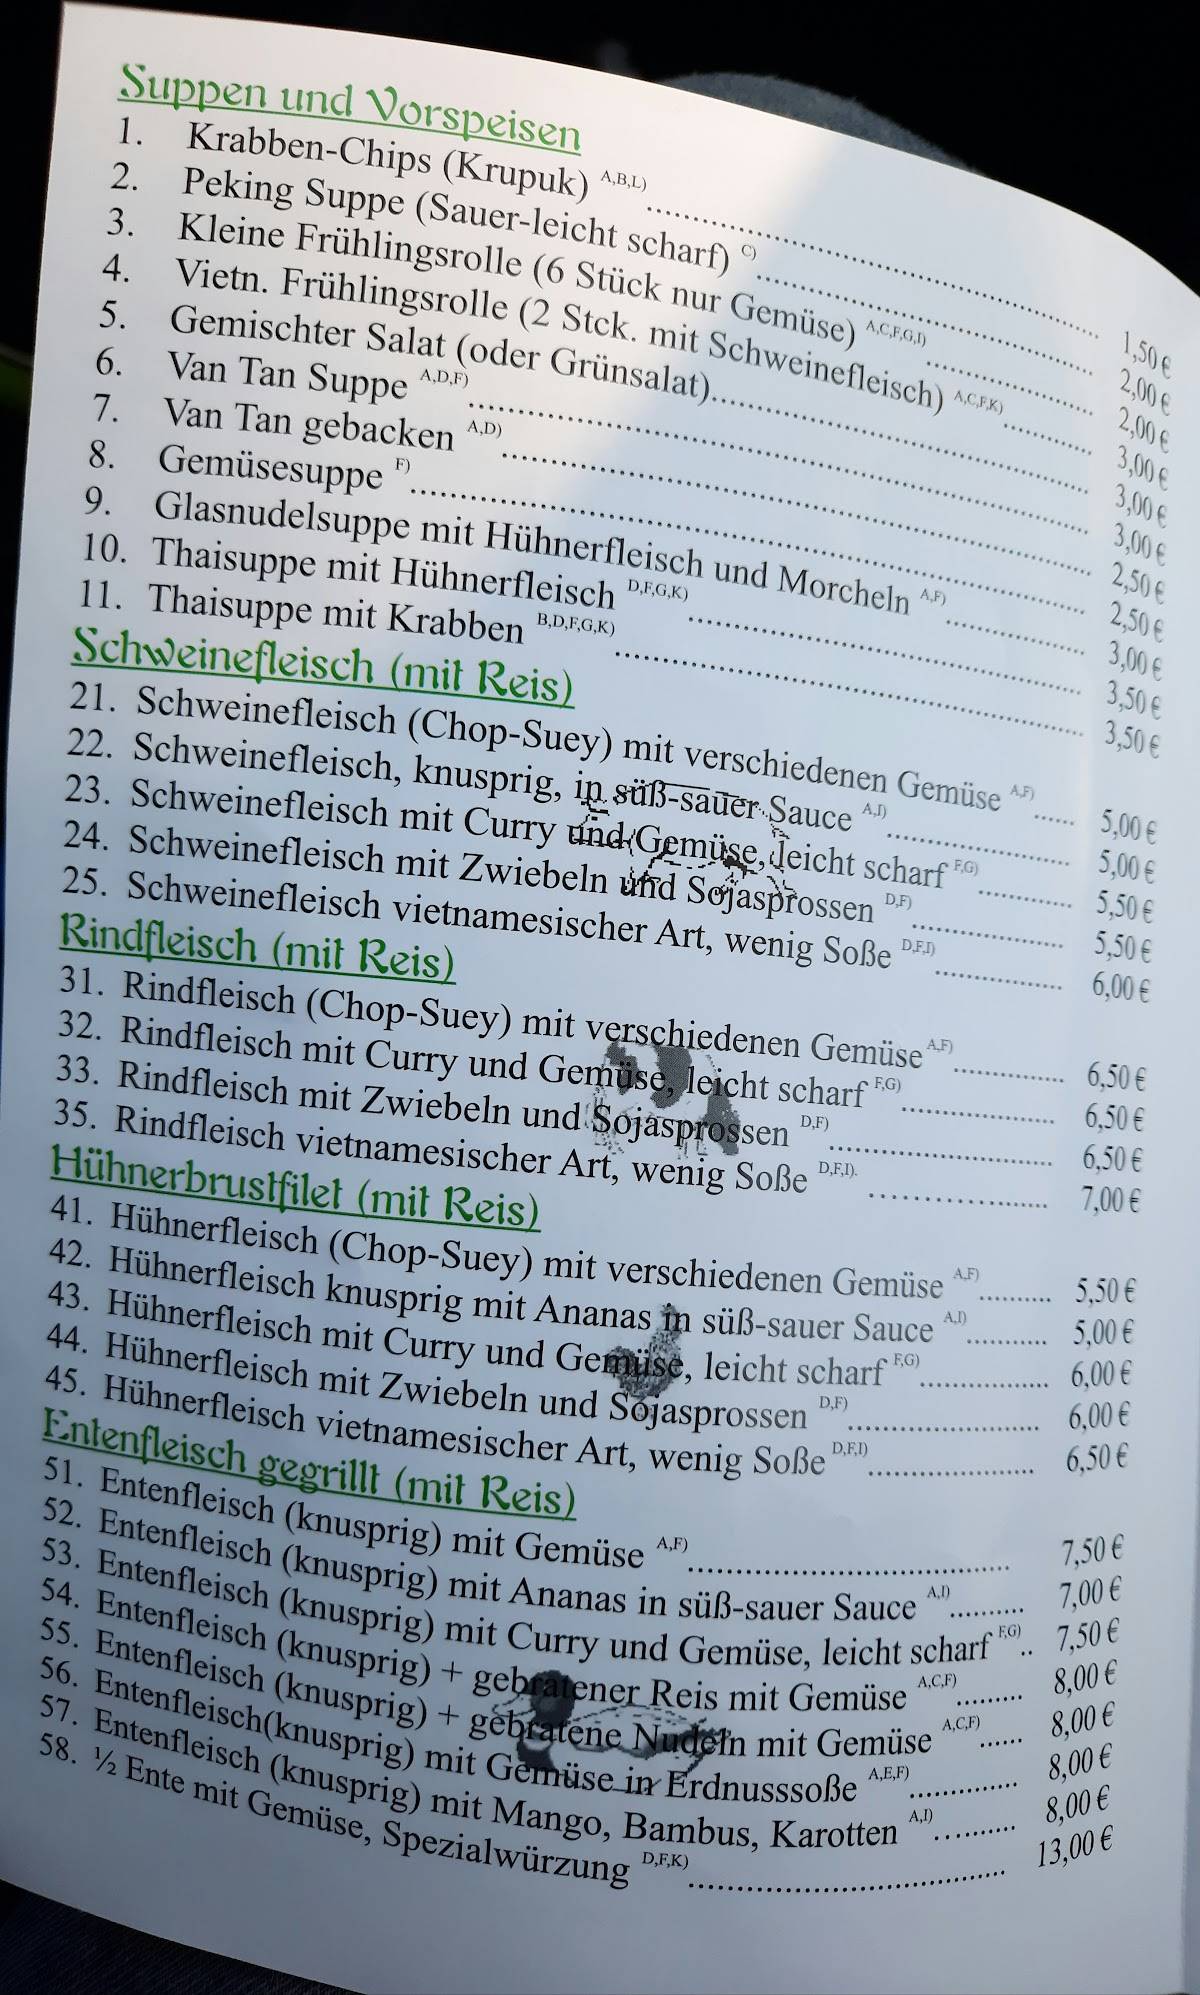 Suppen und Vorspeisen
1. Krabben-Chips (Krupuk) A,B,L) 1,50 €
2. Peking Suppe (Sauer-leicht scharf) C) 2,00 €
3. Kleine Frühlingsrolle (6 Stück nur Gemüse) A,C,F,G,I) 2,00 €
4. Vietn. Frühlingsrolle (2 Stck. mit Schweinefleisch) A,C,F,K) 3,00 €
5. Gemischter Salat (oder Grünsalat) 3,00 €
6. Van Tan Suppe A,D,F) 3,00 €
7. Van Tan gebacken A,D) 2,50 €
8. Gemüsesuppe F) 2,50 €
9. Glasnudelsuppe mit Hühnerfleisch und Morcheln A,F) 3,00 €
10. Thaisuppe mit Hühnerfleisch D,F,G,K) 3,50 €
11. Thaisuppe mit Krabben B,D,F,G,K) 3,50 €
Schweinefleisch (mit Reis)
21. Schweinefleisch (Chop-Suey) mit verschiedenen Gemüse A,F) 5,00 €
22. Schweinefleisch, knusprig, in süß-sauer Sauce A,I) 5,00 €
23. Schweinefleisch mit Curry und Gemüse, leicht scharf F,G) 5,50 €
24. Schweinefleisch mit Zwiebeln und Sojasprossen D,F) 5,50 €
25. Schweinefleisch vietnamesischer Art, wenig Soße D,F,I) 6,00 €
Rindfleisch (mit Reis)
31. Rindfleisch (Chop-Suey) mit verschiedenen Gemüse A,F) 6,50 €
32. Rindfleisch mit Curry und Gemüse, leicht scharf F,G) 6,50 €
33. Rindfleisch mit Zwiebeln und Sojasprossen D,F) 6,50 €
35. Rindfleisch vietnamesischer Art, wenig Soße D,F,I). 7,00 €
Hühnerbrustfilet (mit Reis)
41. Hühnerfleisch (Chop-Suey) mit verschiedenen Gemüse A,F) 5,50 €
42. Hühnerfleisch knusprig mit Ananas in süß-sauer Sauce A,I) 5,00 €
43. Hühnerfleisch mit Curry und Gemüse, leicht scharf F,G) 6,00 €
44. Hühnerfleisch mit Zwiebeln und Sojasprossen D,F) 6,00 €
45. Hühnerfleisch vietnamesischer Art, wenig Soße D,F,I) 6,50 €
Entenfleisch gegrillt (mit Reis)
51. Entenfleisch (knusprig) mit Gemüse A,F) 7,50 €
52. Entenfleisch (knusprig) mit Ananas in süß-sauer Sauce A,I) 7,00 €
53. Entenfleisch (knusprig) mit Curry und Gemüse, leicht scharf F,G) 7,50 €
54. Entenfleisch (knusprig) + gebratener Reis mit Gemüse A,C,F) 8,00 €
55. Entenfleisch (knusprig) + gebratene Nudeln mit Gemüse A,C,F) 8,00 €
56. Entenfleisch(knusprig) mit Gemüse in Erdnusssoße A,E,F) 8,00 €
57. Entenfleisch (knusprig) mit Mango, Bambus, Karotten A,I) 8,00 €
58. ½ Ente mit Gemüse, Spezialwürzung D,F,K) 13,00 €